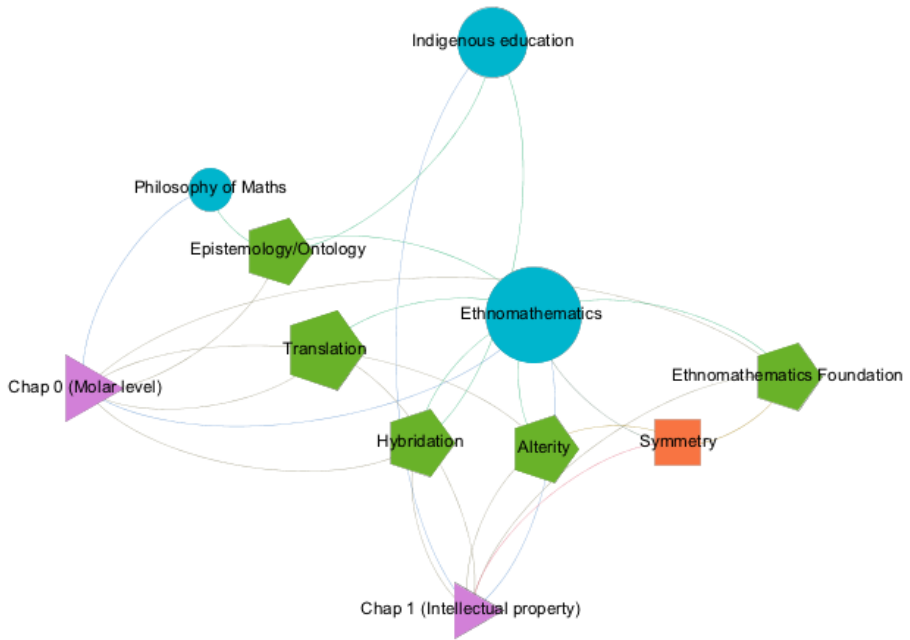 Indigenous education
Philosophy of Maths
Epistemology/Ontology
Ethnomathematics
Translation
Ethnomathematics Foundation
Chap 0 (Molar level)
Hybridation
Alterity
Symmetry
Chap 1 (Intellectual property)